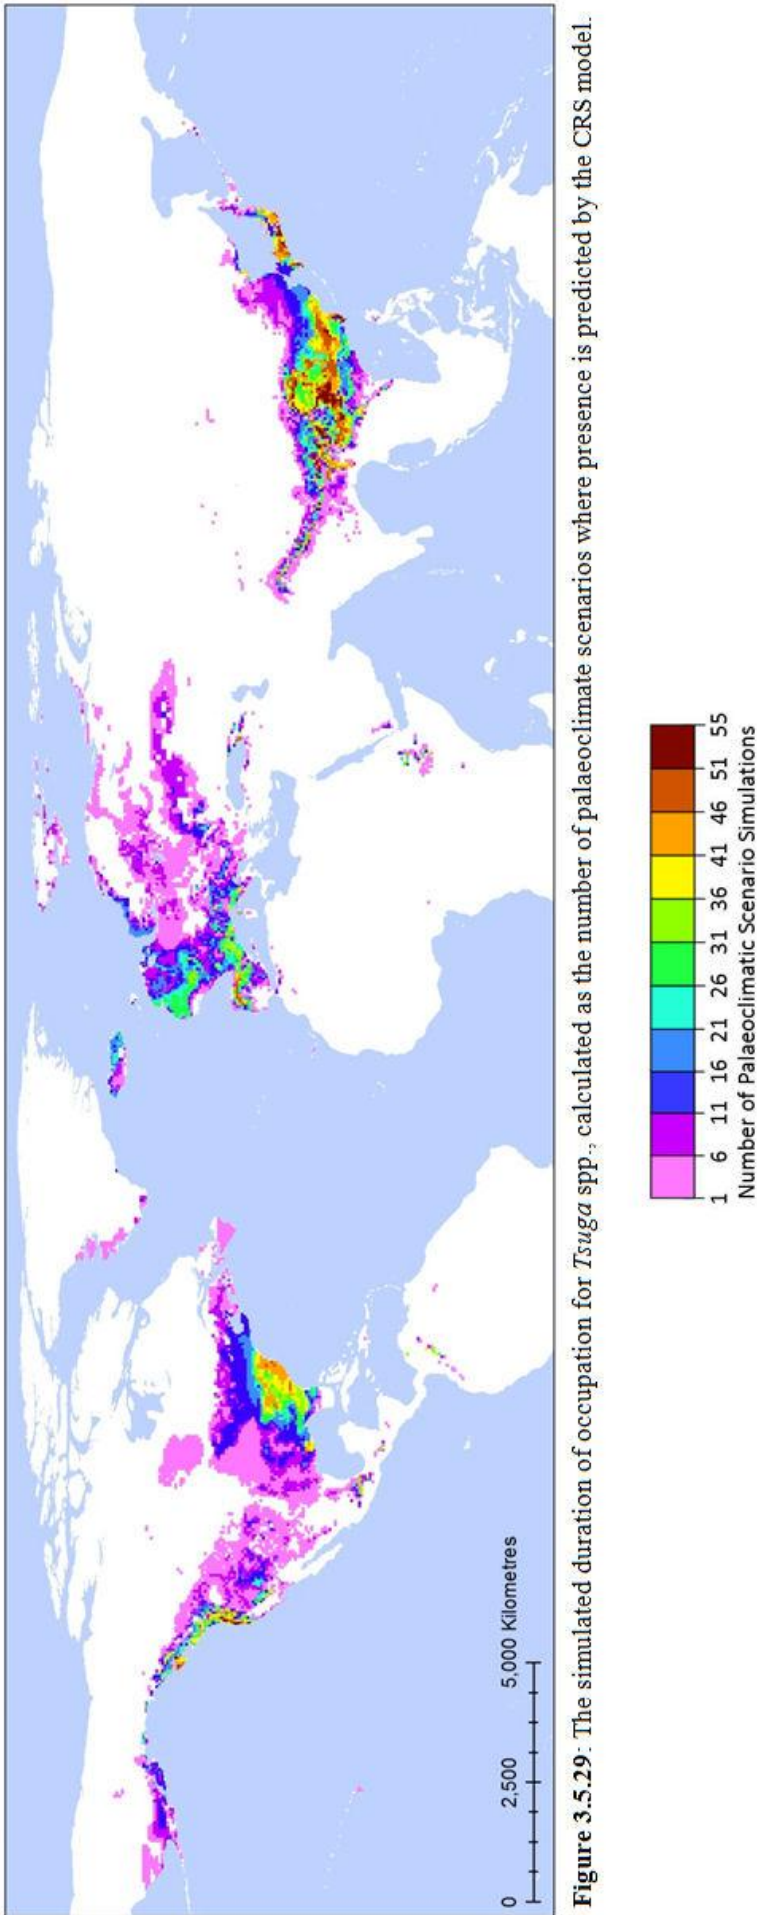 0 2,500 5,000 Kilometres
Figure 3.5.29: The simulated duration of occupation for Tsuga spp., calculated as the number of palaeoclimate scenarios where presence is predicted by the CRS model.
1 6 11 16 21 26 31 36 41 46 51 55
Number of Palaeoclimatic Scenario Simulations